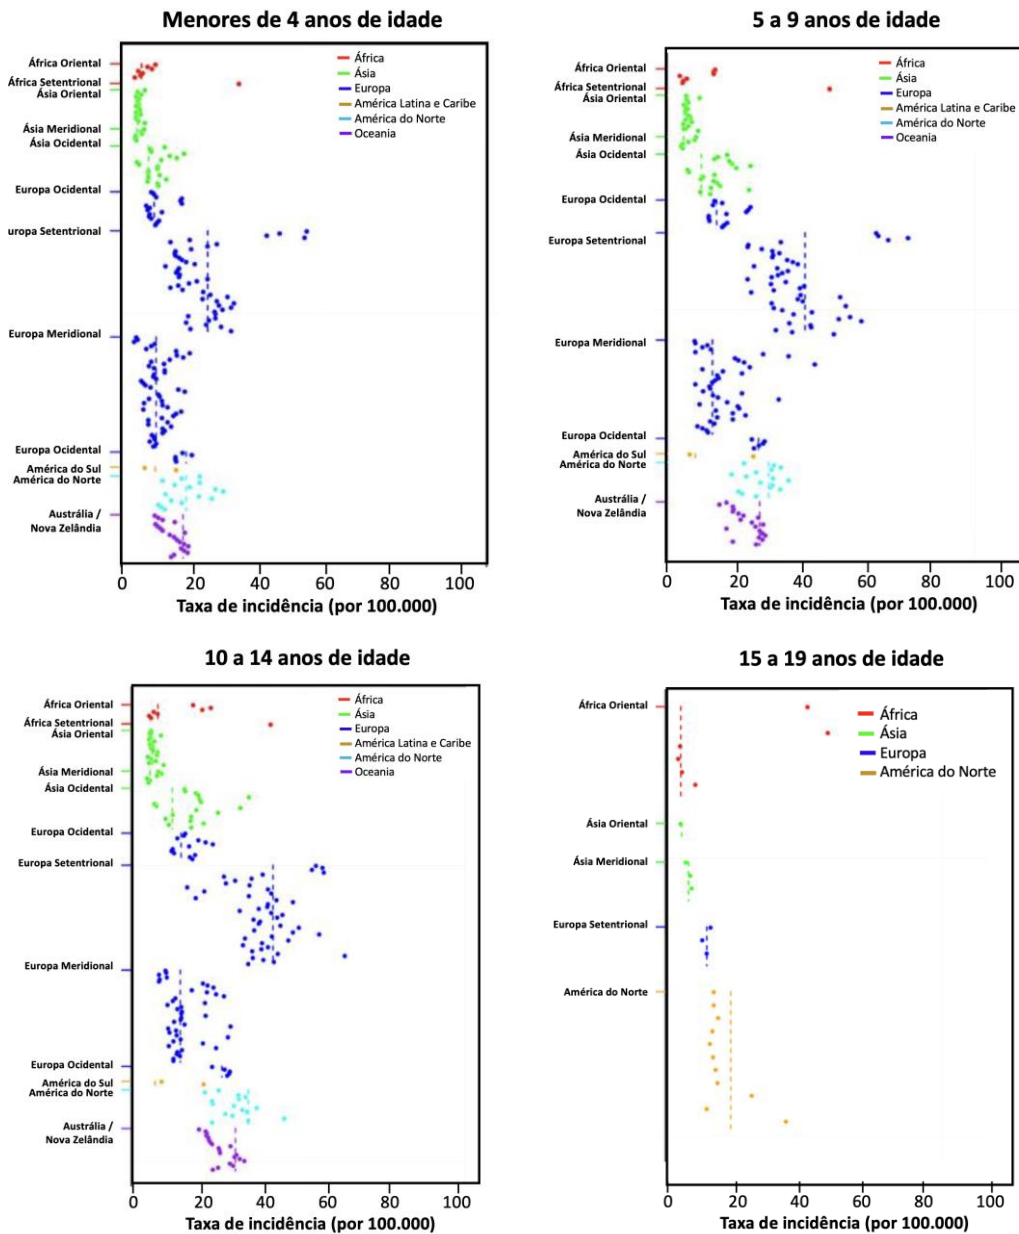 Menores de 4 anos de idade
África Oriental
África Setentrional
Ásia Oriental
Ásia Meridional
Ásia Ocidental
Europa Ocidental
uropa Setentrional
Europa Meridional
Europa Ocidental
América do Sul
América do Norte
Austrália /
Nova Zelândia
África
Ásia
Europa
América Latina e Caribe
América do Norte
Oceania
0 20 40 60 80 100
Taxa de incidência (por 100.000)
5 a 9 anos de idade
África Oriental
África Setentrional
Ásia Oriental
Ásia Meridional
Ásia Ocidental
Europa Ocidental
Europa Setentrional
Europa Meridional
Europa Ocidental
América do Sul
América do Norte
Austrália /
Nova Zelândia
África
Ásia
Europa
América Latina e Caribe
América do Norte
Oceania
0 20 40 60 80 100
Taxa de incidência (por 100.000)
10 a 14 anos de idade
África Oriental
África Setentrional
Ásia Oriental
Ásia Meridional
Ásia Ocidental
Europa Ocidental
Europa Setentrional
Europa Meridional
Europa Ocidental
América do Sul
América do Norte
Austrália /
Nova Zelândia
África
Ásia
Europa
América Latina e Caribe
América do Norte
Oceania
0 20 40 60 80 100
Taxa de incidência (por 100.000)
15 a 19 anos de idade
África Oriental
Ásia Oriental
Ásia Meridional
Europa Setentrional
América do Norte
África
Ásia
Europa
América do Norte
0 20 40 60 80 100
Taxa de incidência (por 100.000)